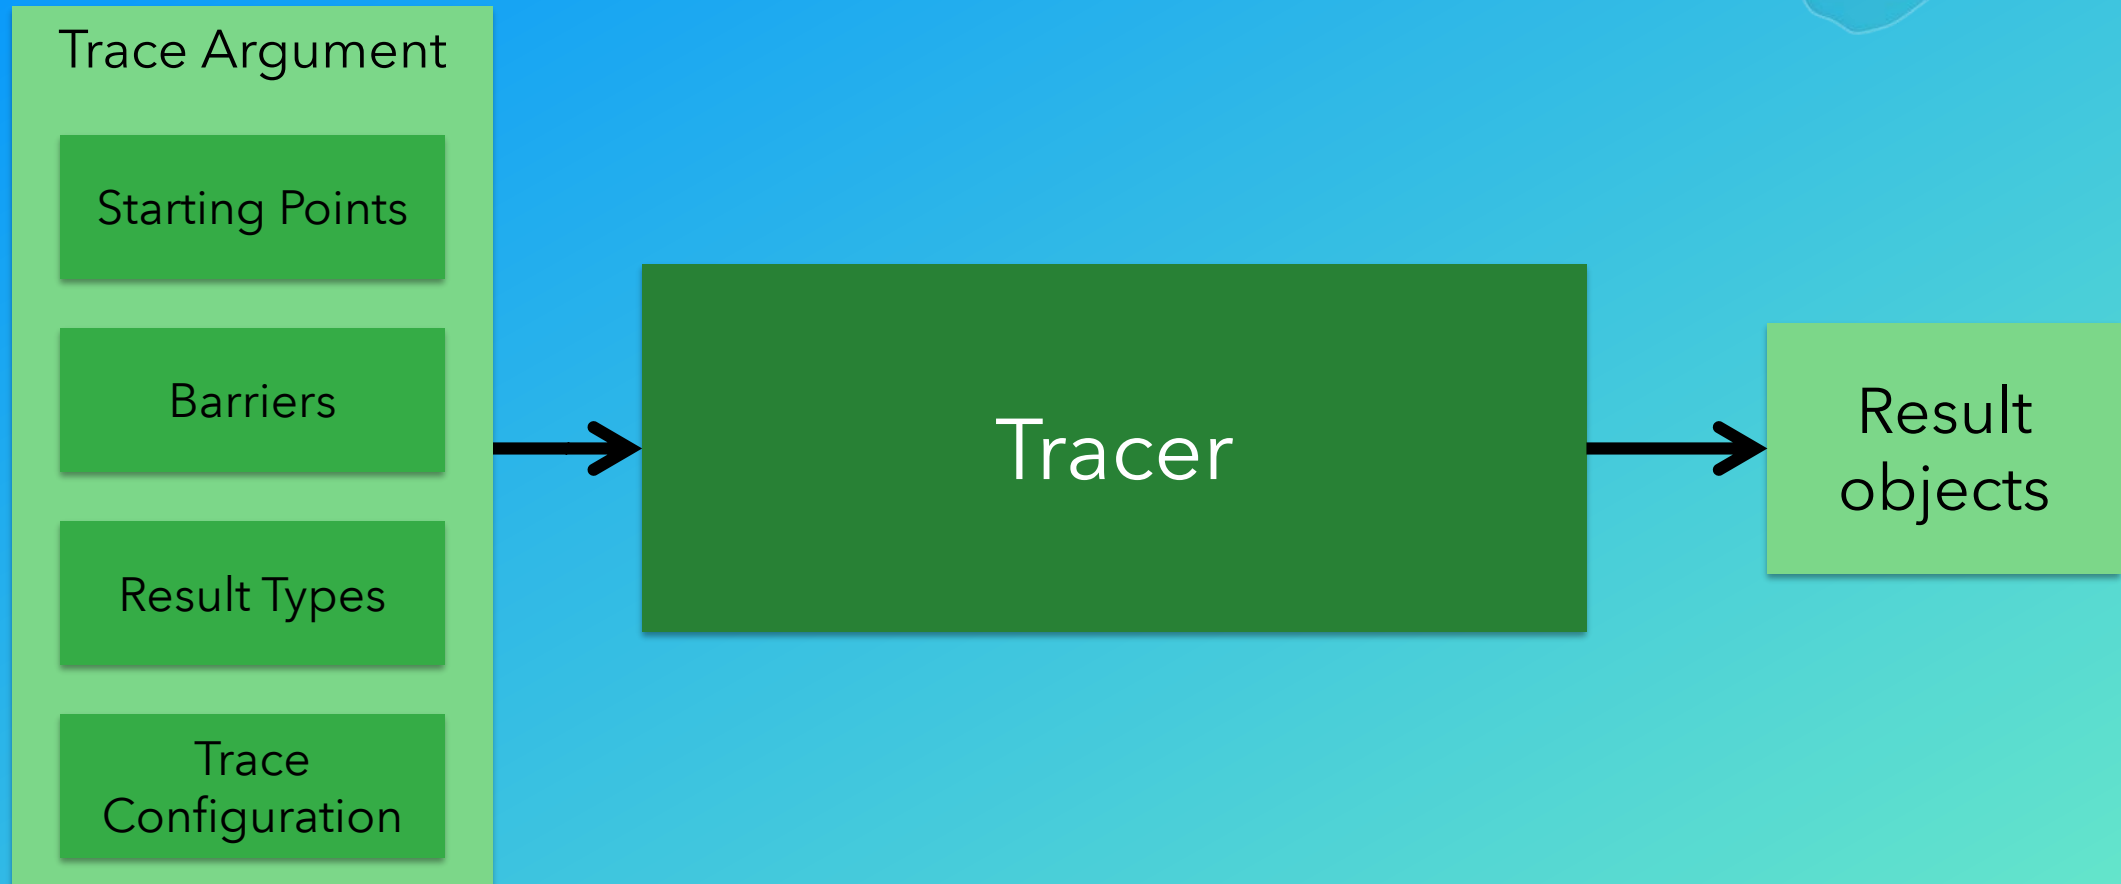 Trace Argument
Starting Points
Barriers
Result Types
Trace
Configuration
Tracer
Result
objects